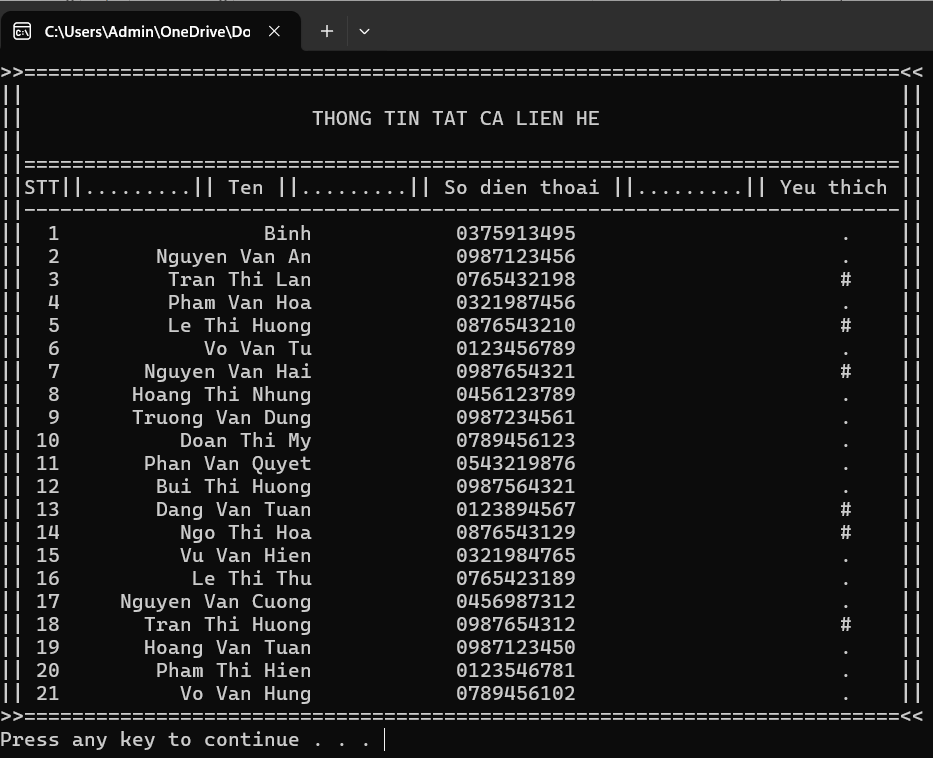 C:\Users\Admin\OneDrive\Do
>>=========================================================================<<
||                                                                         ||
||                        THONG TIN TAT CA LIEN HE                         ||
||                                                                         ||
||=========================================================================||
||STT||.........|| Ten ||.........|| So dien thoai ||.........|| Yeu thich ||
||-------------------------------------------------------------------------||
||  1                 Binh            0375913495                      .    ||
||  2        Nguyen Van An            0987123456                      .    ||
||  3         Tran Thi Lan            0765432198                      #    ||
||  4         Pham Van Hoa            0321987456                      .    ||
||  5         Le Thi Huong            0876543210                      #    ||
||  6            Vo Van Tu            0123456789                      .    ||
||  7       Nguyen Van Hai            0987654321                      #    ||
||  8      Hoang Thi Nhung            0456123789                      .    ||
||  9      Truong Van Dung            0987234561                      .    ||
|| 10          Doan Thi My            0789456123                      .    ||
|| 11       Phan Van Quyet            0543219876                      .    ||
|| 12        Bui Thi Huong            0987564321                      .    ||
|| 13        Dang Van Tuan            0123894567                      #    ||
|| 14          Ngo Thi Hoa            0876543129                      #    ||
|| 15          Vu Van Hien            0321984765                      .    ||
|| 16           Le Thi Thu            0765423189                      .    ||
|| 17     Nguyen Van Cuong            0456987312                      .    ||
|| 18       Tran Thi Huong            0987654312                      #    ||
|| 19       Hoang Van Tuan            0987123450                      .    ||
|| 20        Pham Thi Hien            0123546781                      .    ||
|| 21          Vo Van Hung            0789456102                      .    ||
>>=========================================================================<<
Press any key to continue . . .